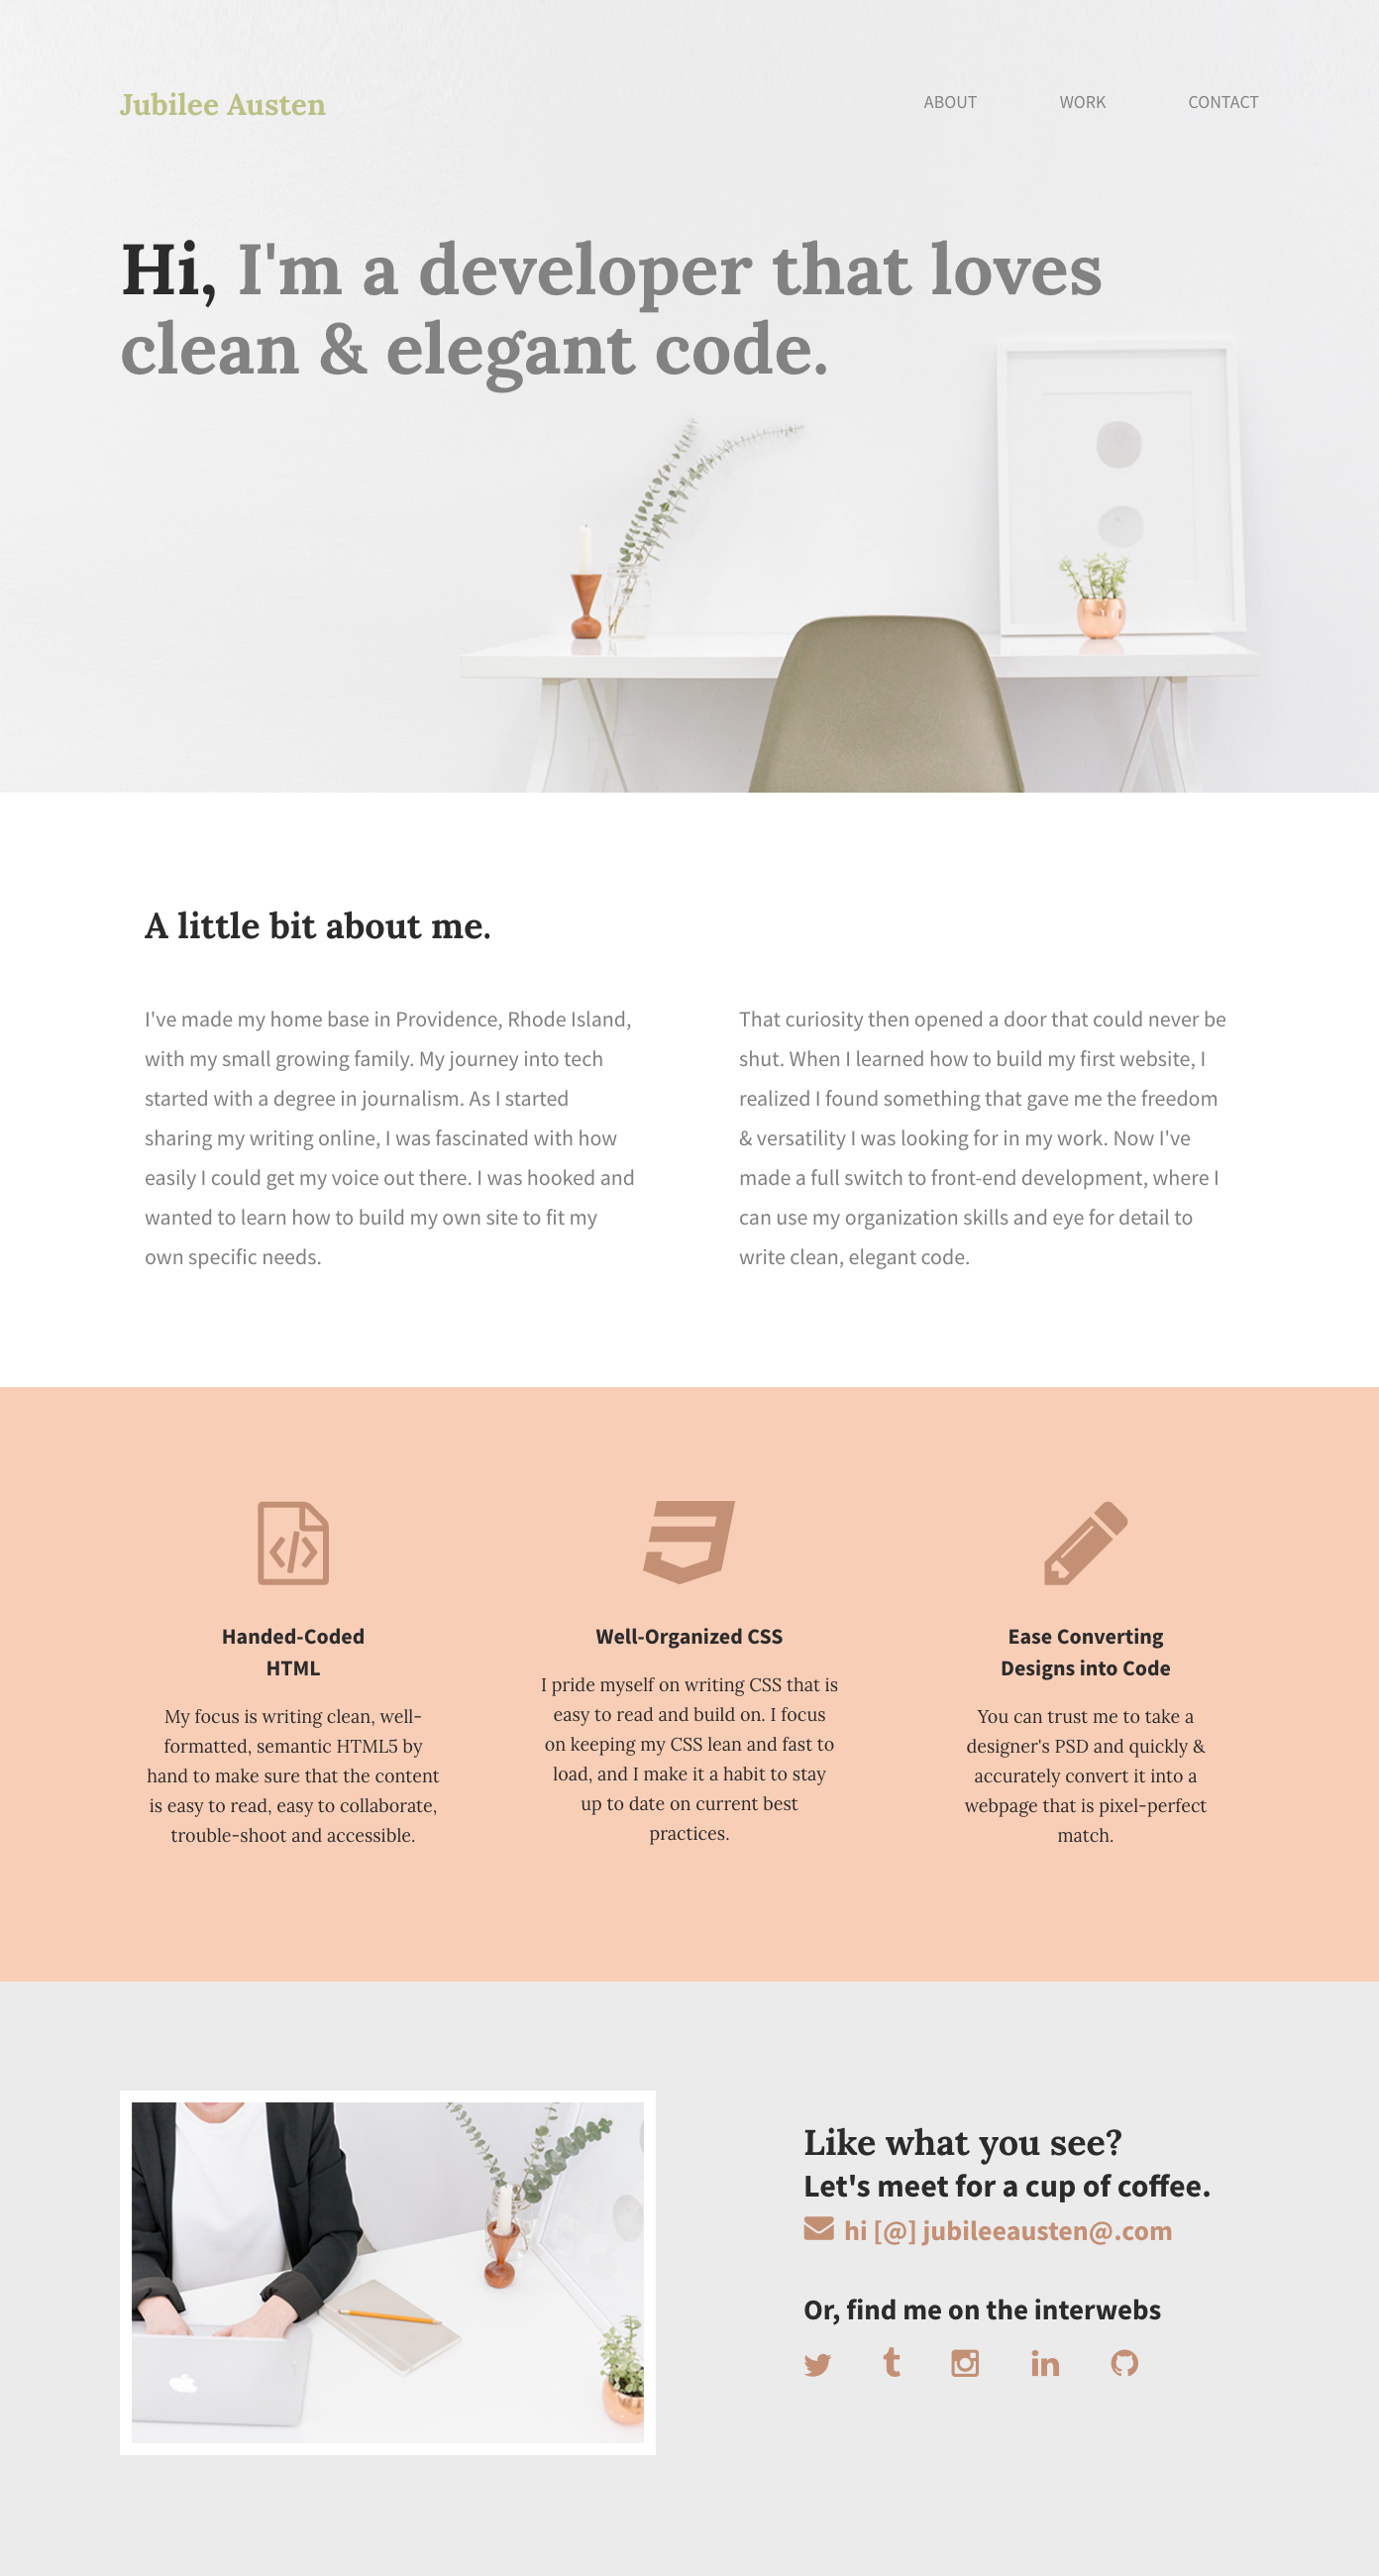 Jubilee Austen
ABOUT WORK CONTACT
Hi, I'm a developer that loves
clean & elegant code.
A little bit about me.
I've made my home base in Providence, Rhode Island,
with my small growing family. My journey into tech
started with a degree in journalism. As I started
sharing my writing online, I was fascinated with how
easily I could get my voice out there. I was hooked and
wanted to learn how to build my own site to fit my
own specific needs.
That curiosity then opened a door that could never be
shut. When I learned how to build my first website, I
realized I found something that gave me the freedom
& versatility I was looking for in my work. Now I've
made a full switch to front-end development, where I
can use my organization skills and eye for detail to
write clean, elegant code.
Handed-Coded
HTML
My focus is writing clean, well-
formatted, semantic HTML5 by
hand to make sure that the content
is easy to read, easy to collaborate,
trouble-shoot and accessible.
Well-Organized CSS
I pride myself on writing CSS that is
easy to read and build on. I focus
on keeping my CSS lean and fast to
load, and I make it a habit to stay
up to date on current best
practices.
Ease Converting
Designs into Code
You can trust me to take a
designer's PSD and quickly &
accurately convert it into a
webpage that is pixel-perfect
match.
Like what you see?
Let's meet for a cup of coffee.
hi [@] jubileeausten@.com
Or, find me on the interwebs